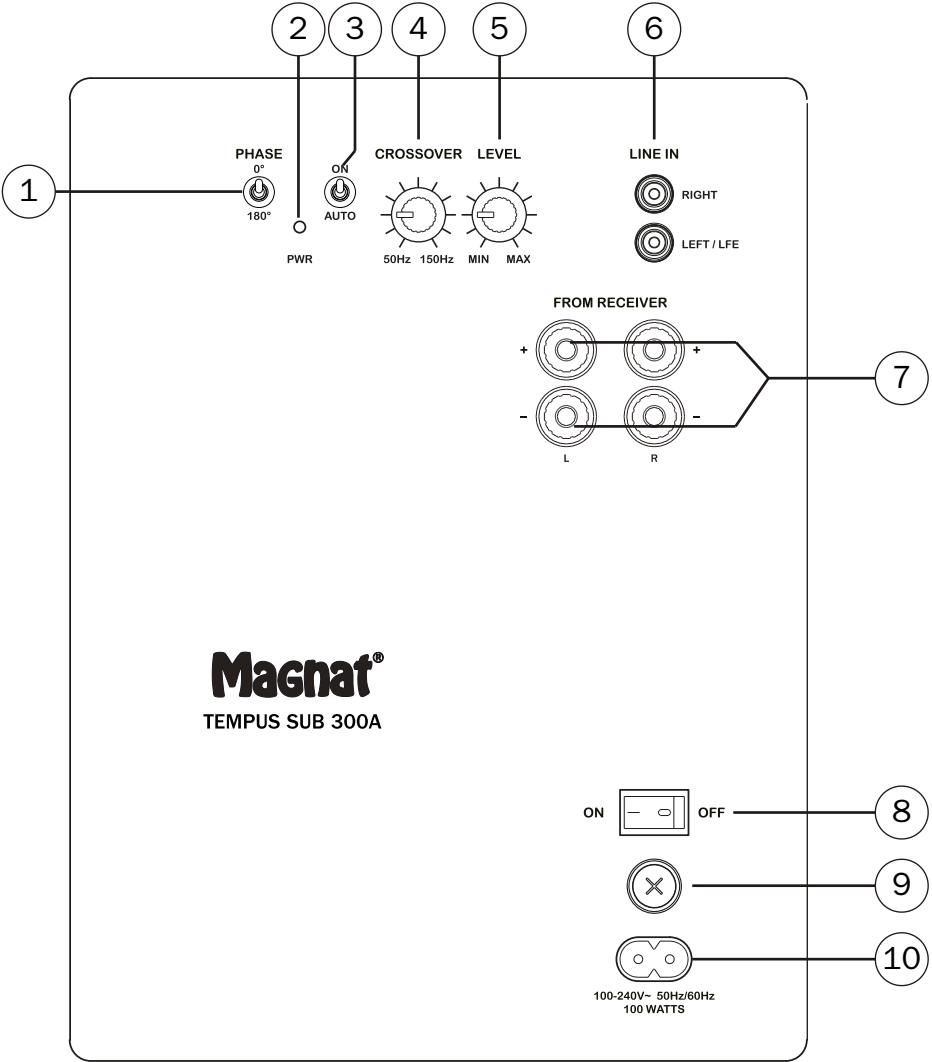 2 3 4 5 6
PHASE CROSSOVER LEVEL LINE IN
0° ON
1
RIGHT
180° AUTO
LEFT / LFE
PWR 50Hz 150Hz MIN MAX
FROM RECEIVER
+ +
7
– –
L R
Magnat®
TEMPUS SUB 300A
ON OFF 8
9
10
100-240V~ 50Hz/60Hz
100 WATTS